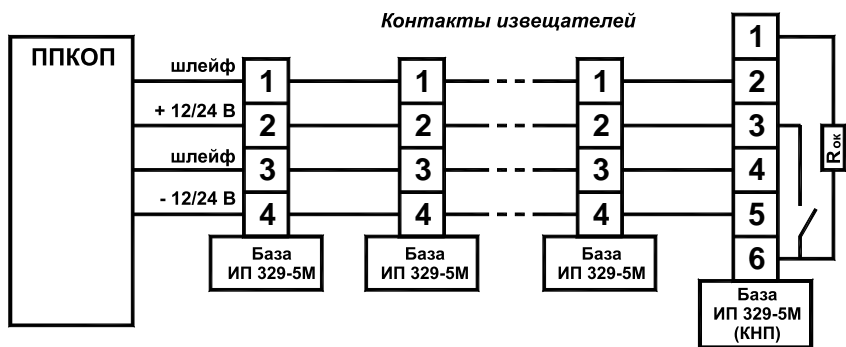 Контакты извещателей
ППКОП
шлейф
+ 12/24 В
шлейф
- 12/24 В
1
2
3
4
База
ИП 329-5М
1
2
3
4
База
ИП 329-5М
1
2
3
4
База
ИП 329-5М
1
2
3
4
5
6
База
ИП 329-5М
(КНП)
Rок